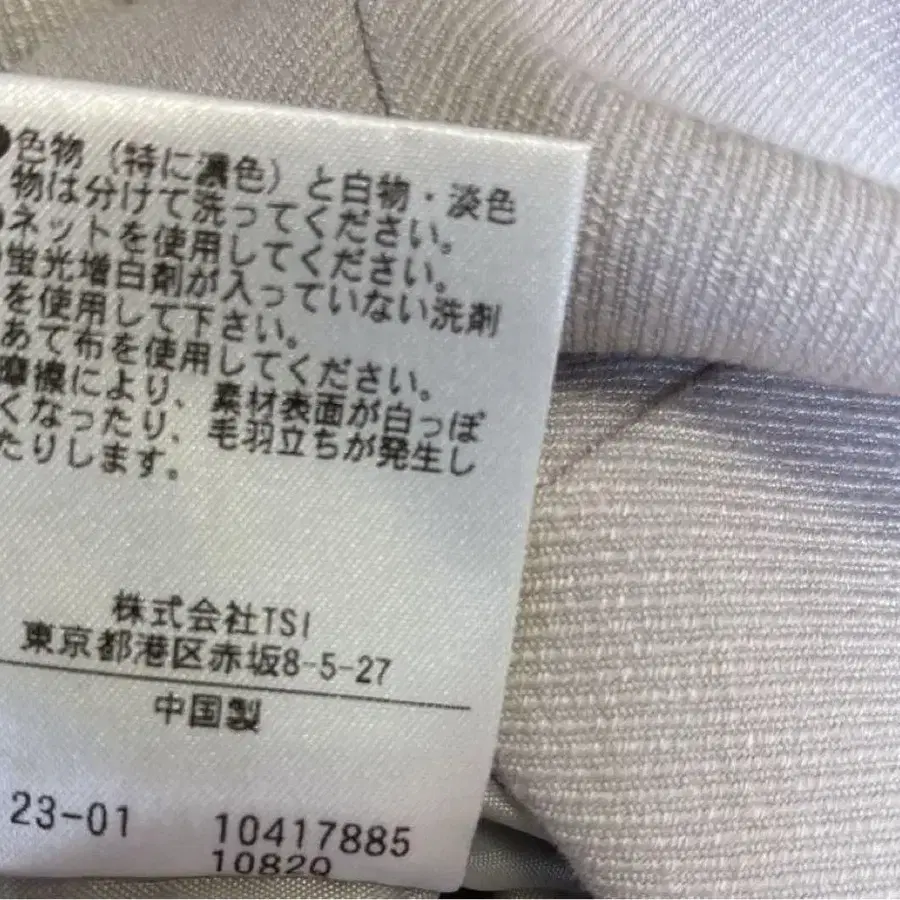 ●色物（特に濃色）と白物・淡色
物は分けて洗ってください。
●ネットを使用してください。
●蛍光増白剤が入っていない洗剤
を使用して下さい。
あて布を使用してください。
摩擦により、素材表面が白っぽ
くなったり、毛羽立ちが発生し
たりします。
株式会社TSI
東京都港区赤坂8-5-27
中国製
23-01 10417885
10820